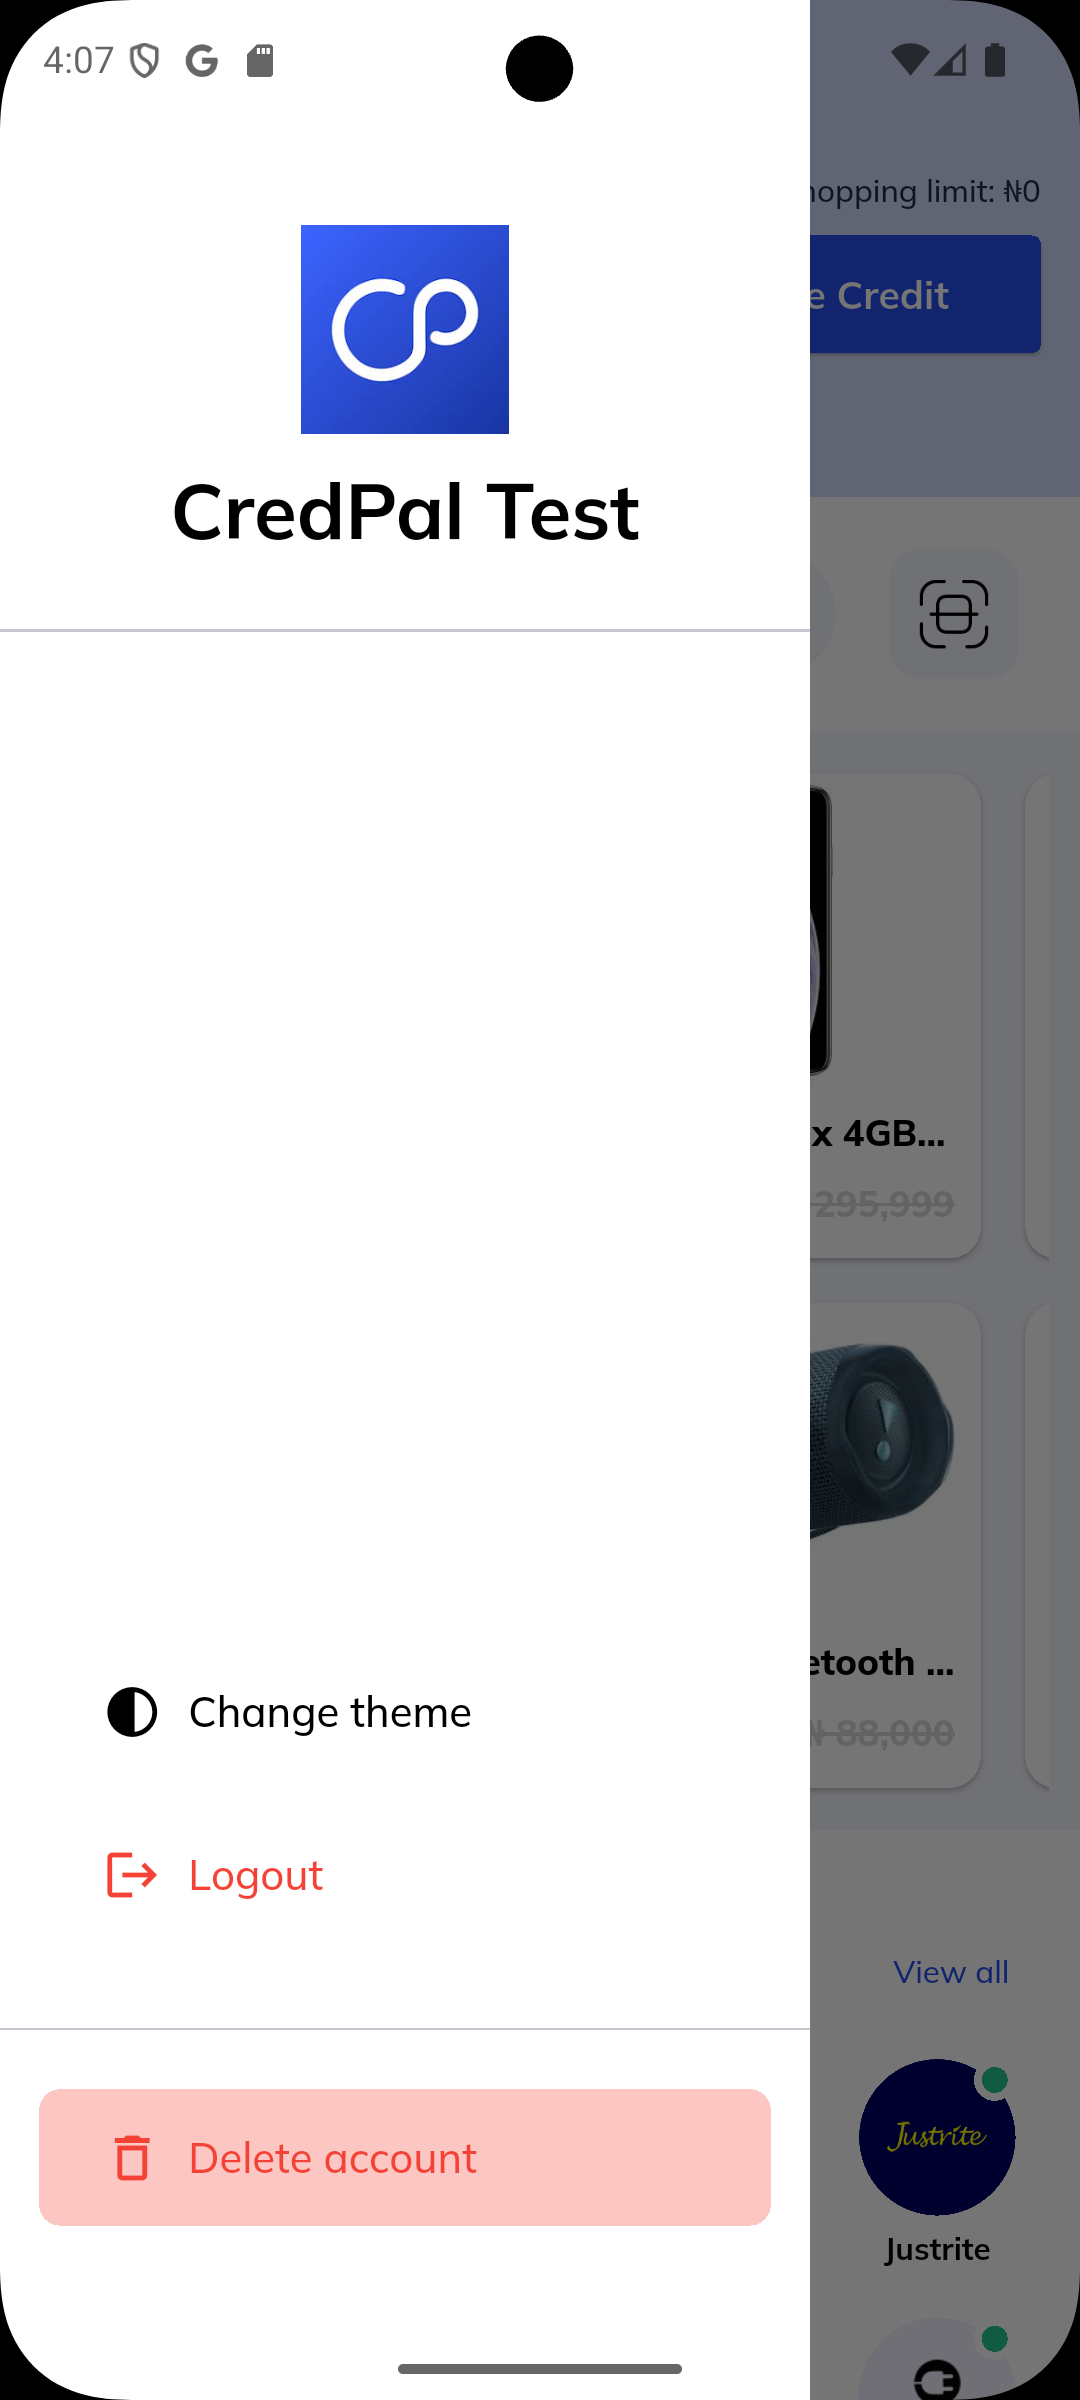 4:07
hopping limit: ₦0
e Credit
CredPal Test
x 4GB...
295,999
etooth ...
₦ 88,000
Change theme
Logout
View all
Delete account
Justrite
Justrite